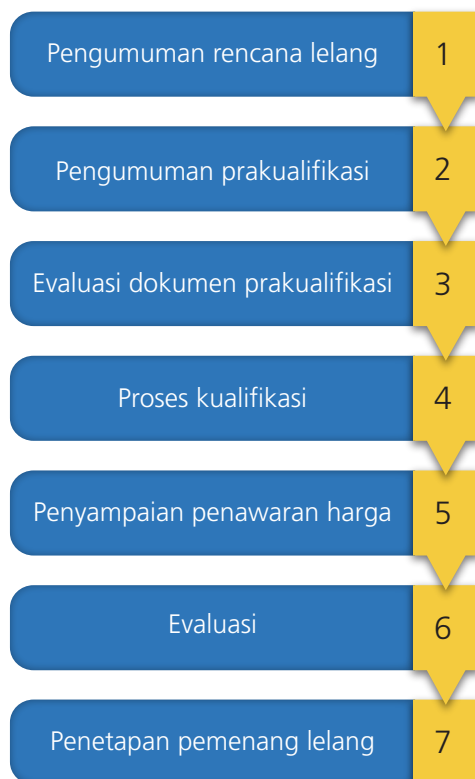 Pengumuman rencana lelang 1
Pengumuman prakualifikasi 2
Evaluasi dokumen prakualifikasi 3
Proses kualifikasi 4
Penyampaian penawaran harga 5
Evaluasi 6
Penetapan pemenang lelang 7